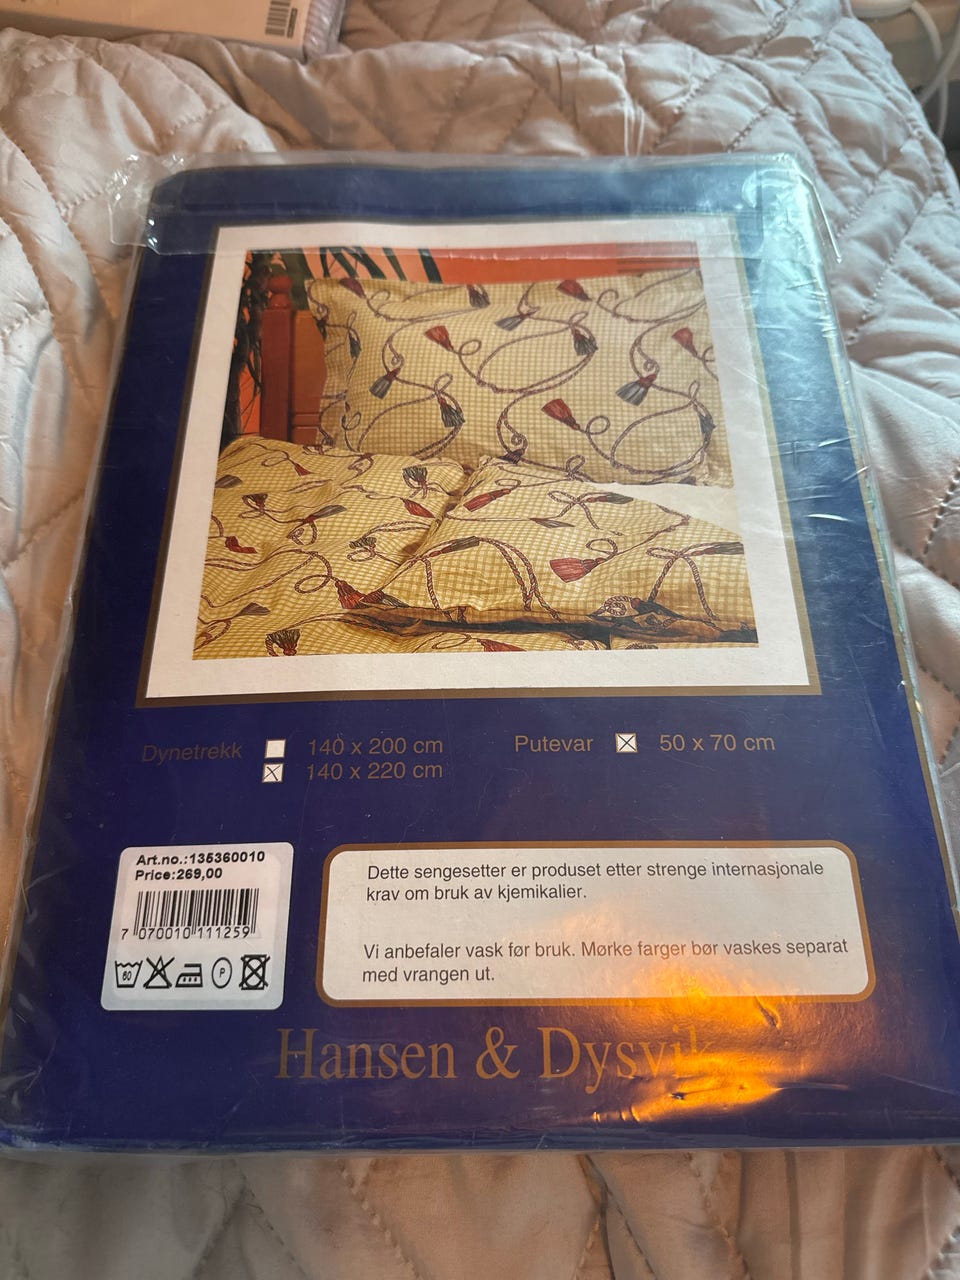 Dynetrekk 140 x 200 cm Putevar 50 x 70 cm
140 x 220 cm
Art.no.:135360010
Price:269,00
7 070010 111259
60 P
Dette sengesetter er produset etter strenge internasjonale
krav om bruk av kjemikalier.
Vi anbefaler vask før bruk. Mørke farger bør vaskes separat
med vrangen ut.
Hansen & Dysvik